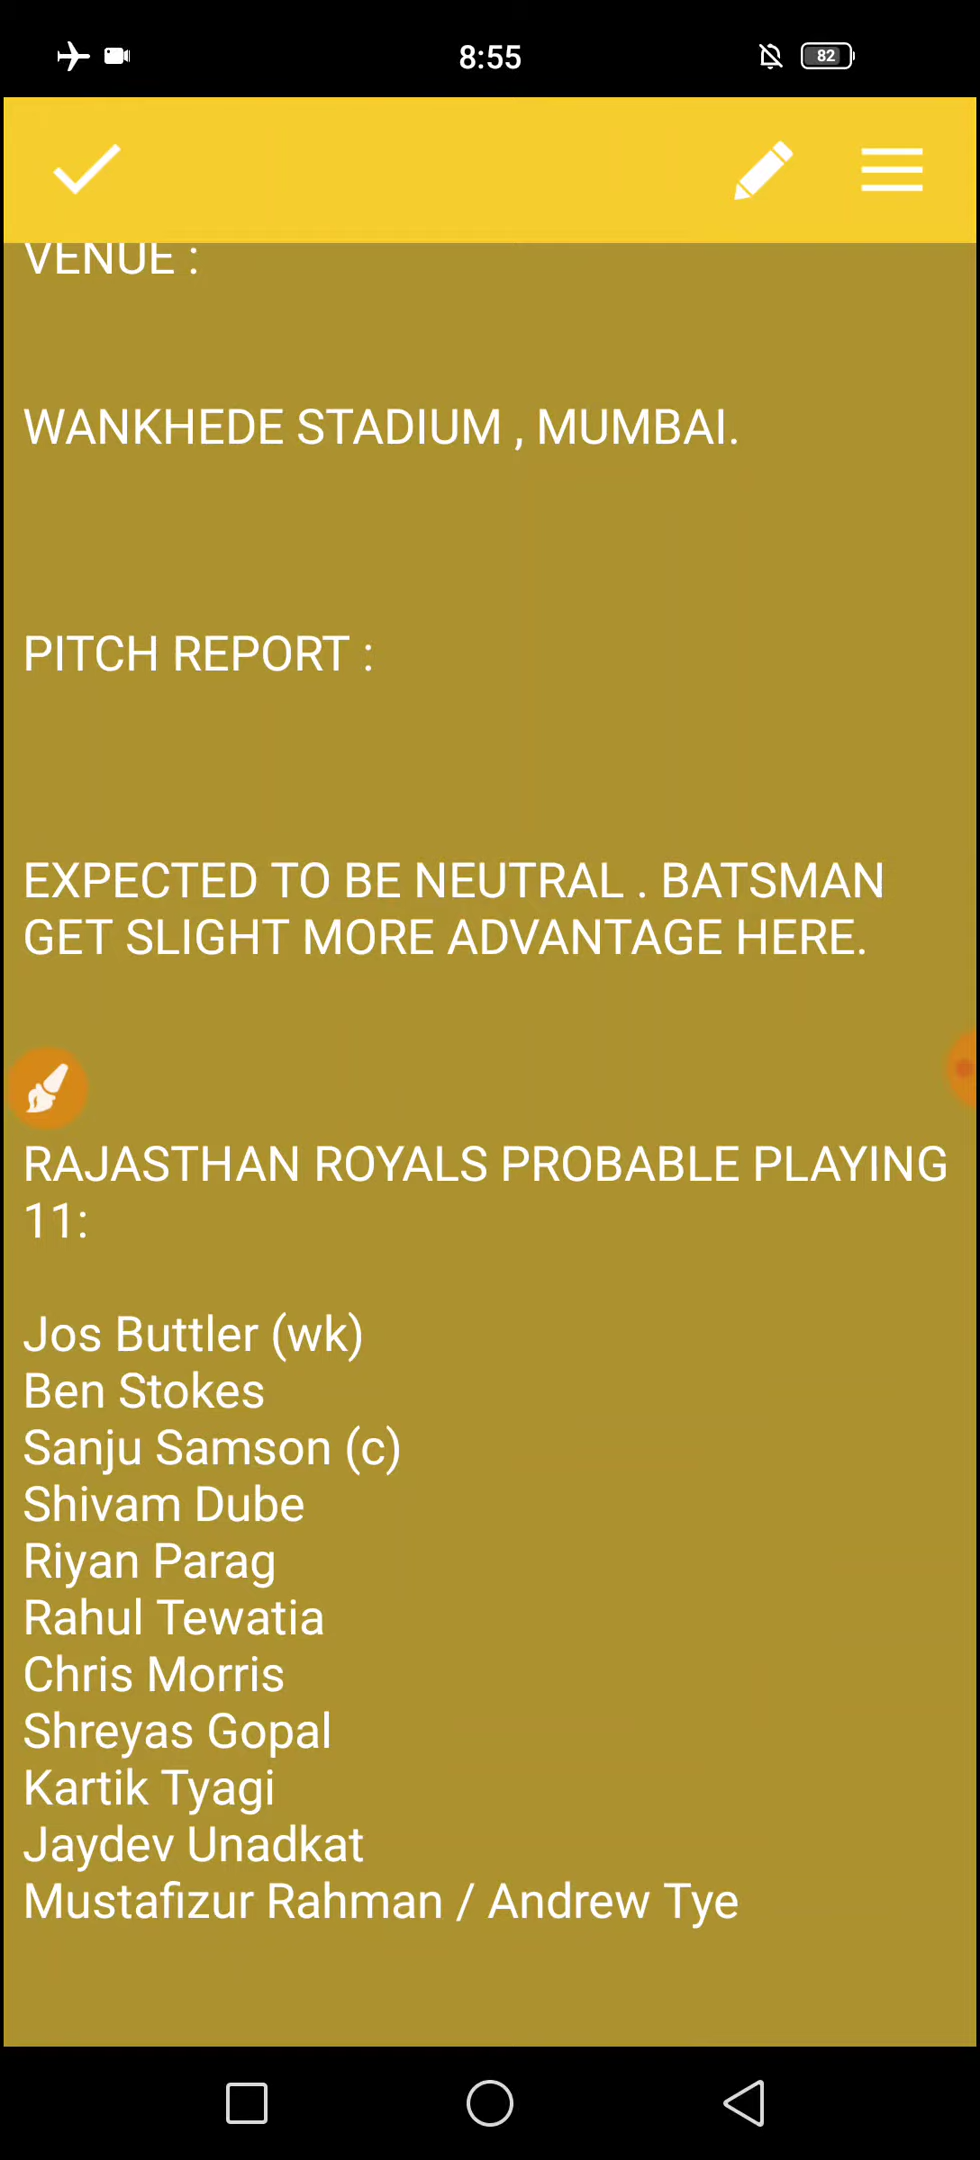 8:55
82
VENUE :
WANKHEDE STADIUM , MUMBAI.
PITCH REPORT :
EXPECTED TO BE NEUTRAL . BATSMAN
GET SLIGHT MORE ADVANTAGE HERE.
RAJASTHAN ROYALS PROBABLE PLAYING
11:
Jos Buttler (wk)
Ben Stokes
Sanju Samson (c)
Shivam Dube
Riyan Parag
Rahul Tewatia
Chris Morris
Shreyas Gopal
Kartik Tyagi
Jaydev Unadkat
Mustafizur Rahman / Andrew Tye